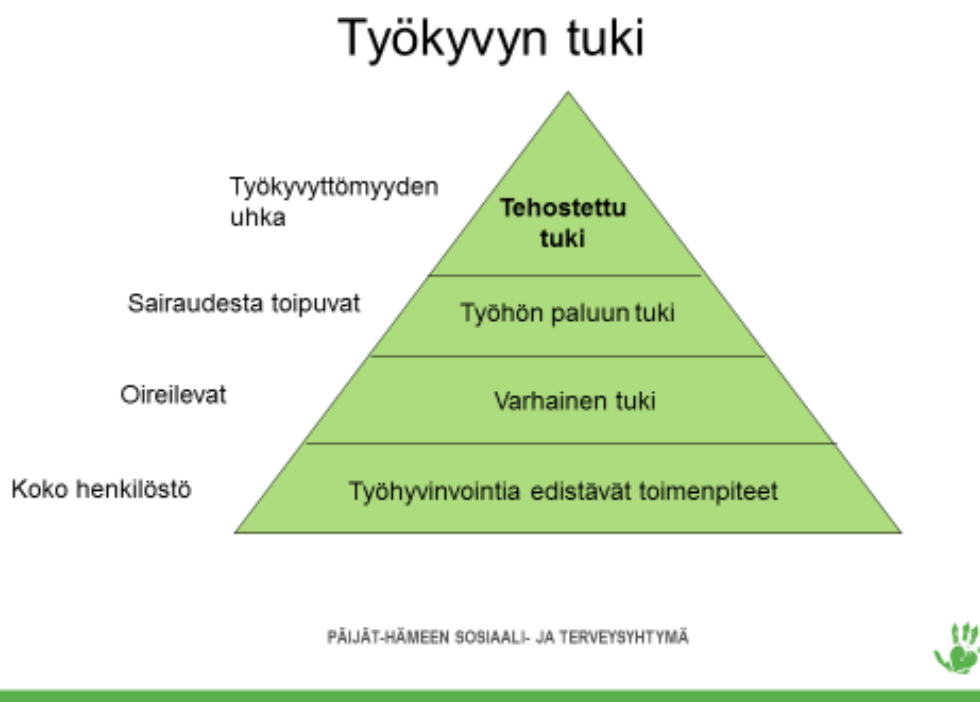 Työkyvyn tuki
Työkyvyttömyyden
uhka
Tehostettu
tuki
Sairaudesta toipuvat
Työhön paluun tuki
Oireilevat
Varhainen tuki
Koko henkilöstö
Työhyvinvointia edistävät toimenpiteet
PÄIJÄT-HÄMEEN SOSIAALI- JA TERVEYSYHTYMÄ